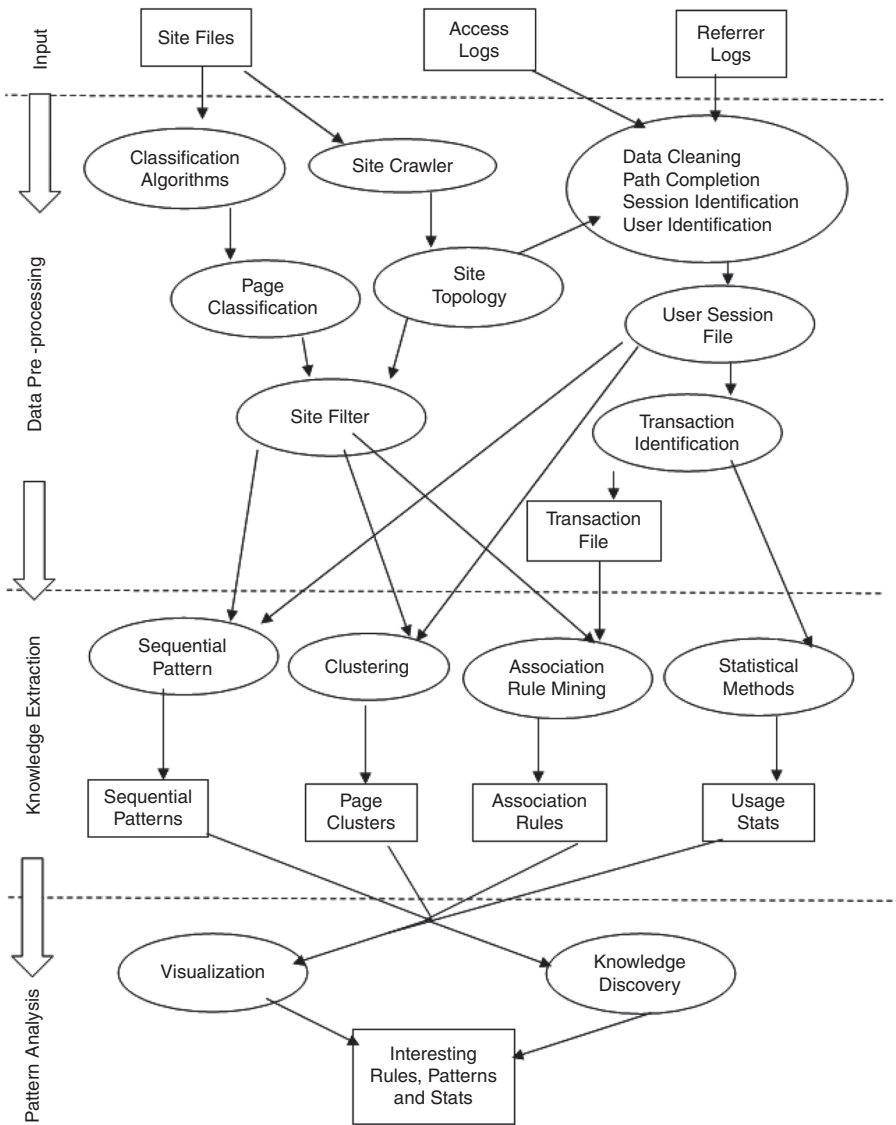 Input
Site Files
Access
Logs
Referrer
Logs
Data Pre -processing
Classification
Algorithms
Site Crawler
Data Cleaning
Path Completion
Session Identification
User Identification
Page
Classification
Site
Topology
User Session
File
Site Filter
Transaction
Identification
Transaction
File
Knowledge Extraction
Sequential
Pattern
Clustering
Association
Rule Mining
Statistical
Methods
Sequential
Patterns
Page
Clusters
Association
Rules
Usage
Stats
Pattern Analysis
Visualization
Knowledge
Discovery
Interesting
Rules, Patterns
and Stats